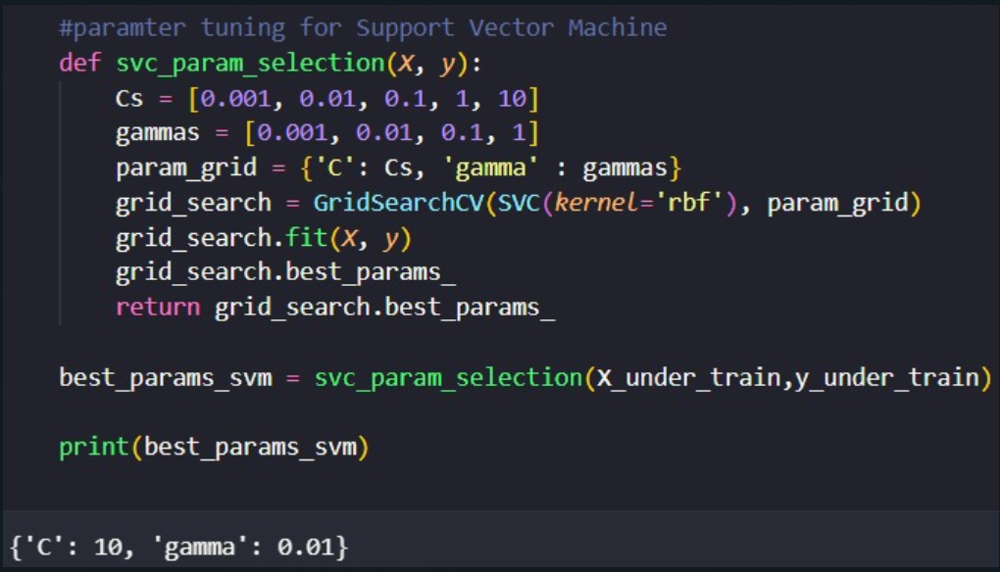 #paramter tuning for Support Vector Machine
def svc_param_selection(X, y):
    Cs = [0.001, 0.01, 0.1, 1, 10]
    gammas = [0.001, 0.01, 0.1, 1]
    param_grid = {'C': Cs, 'gamma' : gammas}
    grid_search = GridSearchCV(SVC(kernel='rbf'), param_grid)
    grid_search.fit(X, y)
    grid_search.best_params_
    return grid_search.best_params_
best_params_svm = svc_param_selection(X_under_train,y_under_train)
print(best_params_svm)
{'C': 10, 'gamma': 0.01}